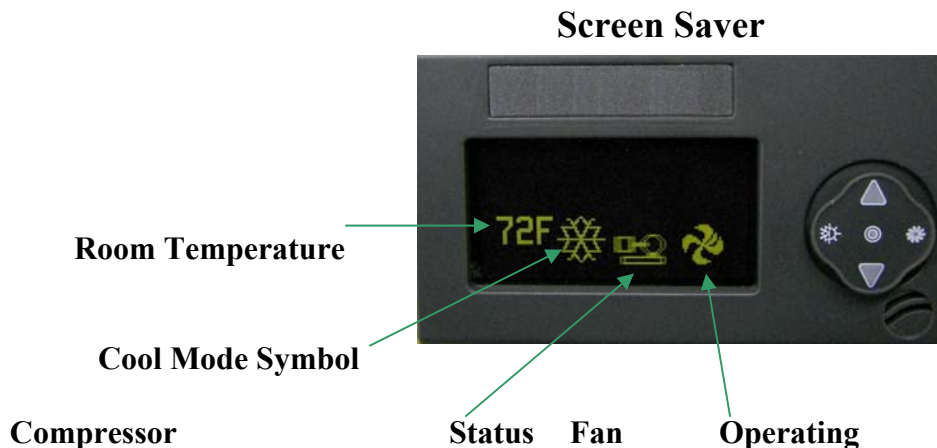 Screen Saver
72F
Room Temperature
Cool Mode Symbol
Compressor Status Fan Operating